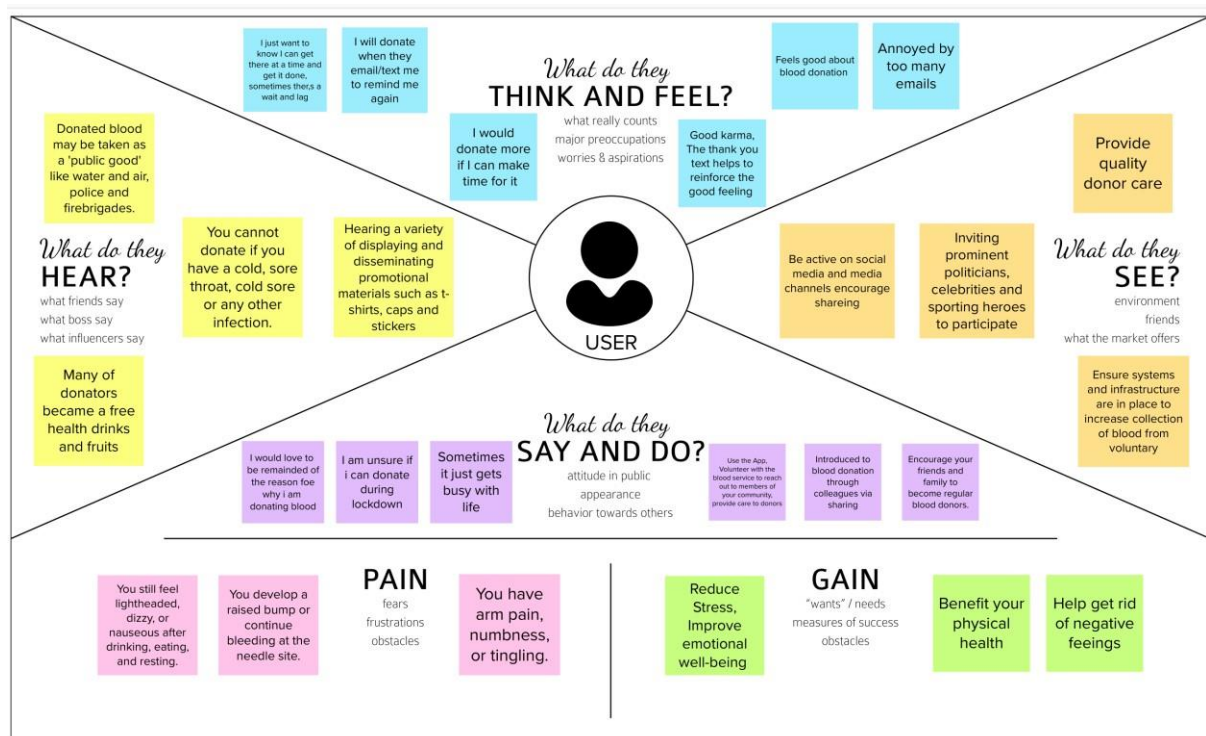 I just want to
know I can get
there at a time and
get it done,
sometimes ther,s a
wait and lag
I will donate
when they
email/text me
to remind me
again
What do they
THINK AND FEEL?
what really counts
major preoccupations
worries & aspirations
I would
donate more
if I can make
time for it
Good karma,
The thank you
text helps to
reinforce the
good feeling
Feels good about
blood donation
Annoyed by
too many
emails
Donated blood
may be taken as
a 'public good'
like water and air,
police and
firebrigades.
What do they
HEAR?
what friends say
what boss say
what influencers say
You cannot
donate if you
have a cold, sore
throat, cold sore
or any other
infection.
Hearing a variety
of displaying and
disseminating
promotional
materials such as t-
shirts, caps and
stickers
Many of
donators
became a free
health drinks
and fruits
USER
Provide
quality
donor care
What do they
SEE?
environment
friends
what the market offers
Be active on social
media and media
channels encourage
shareing
Inviting
prominent
politicians,
celebrities and
sporting heroes
to participate
Ensure systems
and infrastructure
are in place to
increase collection
of blood from
voluntary
What do they
SAY AND DO?
attitude in public
appearance
behavior towards others
I would love to
be remainded of
the reason foe
why i am
donating blood
I am unsure if
i can donate
during
lockdown
Sometimes
it just gets
busy with
life
Use the App,
Volunteer with the
blood service to reach
out to members of
your community,
provide care to donors
Introduced to
blood donation
through
colleagues via
sharing
Encourage your
friends and
family to
become regular
blood donors.
PAIN
fears
frustrations
obstacles
You still feel
lightheaded,
dizzy, or
nauseous after
drinking, eating,
and resting.
You develop a
raised bump or
continue
bleeding at the
needle site.
You have
arm pain,
numbness,
or tingling.
GAIN
"wants" / needs
measures of success
obstacles
Reduce
Stress,
Improve
emotional
well-being
Benefit your
physical
health
Help get rid
of negative
feeings